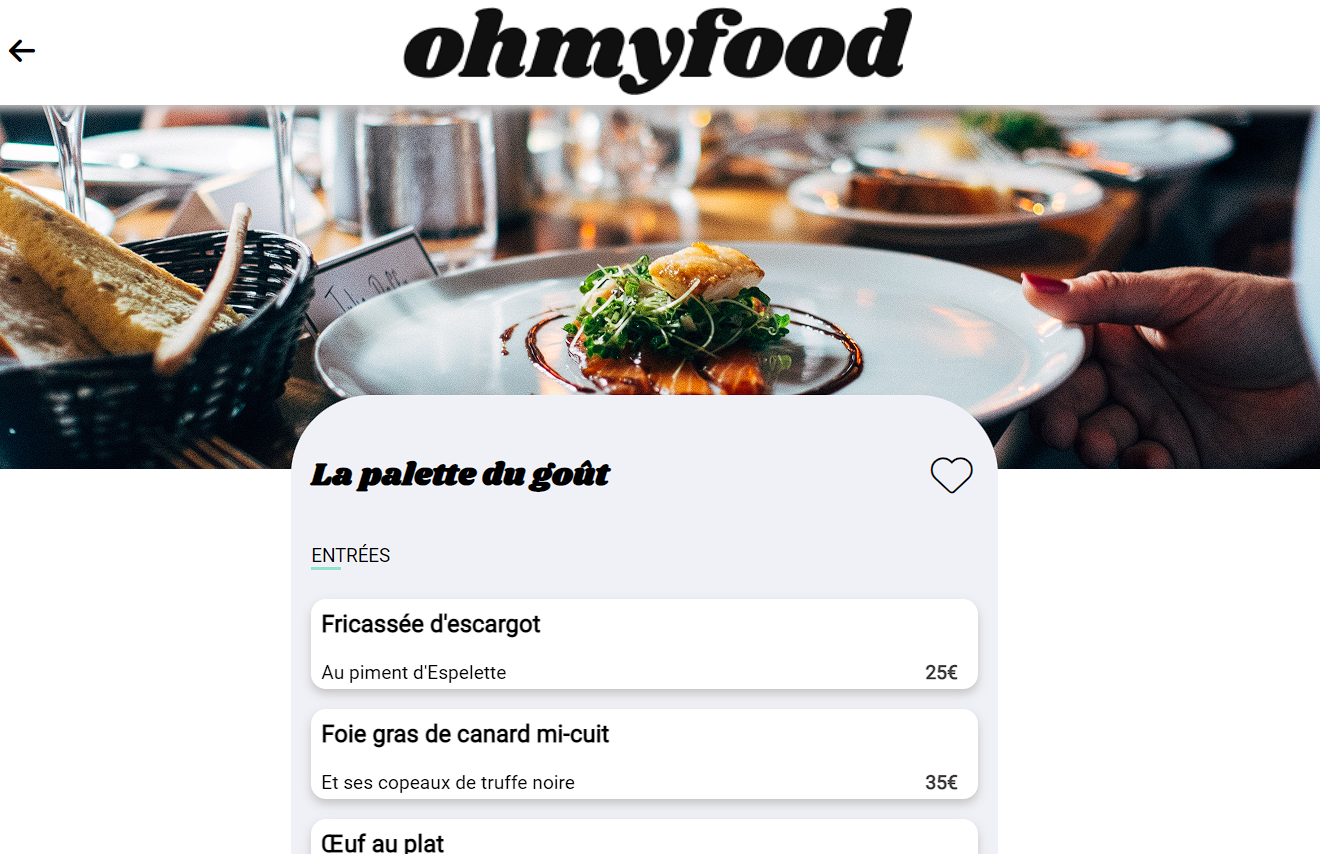 ohmyfood
La palette du goût
ENTRÉES
Fricassée d'escargot
Au piment d'Espelette
25€
Foie gras de canard mi-cuit
Et ses copeaux de truffe noire
35€
Œuf au plat